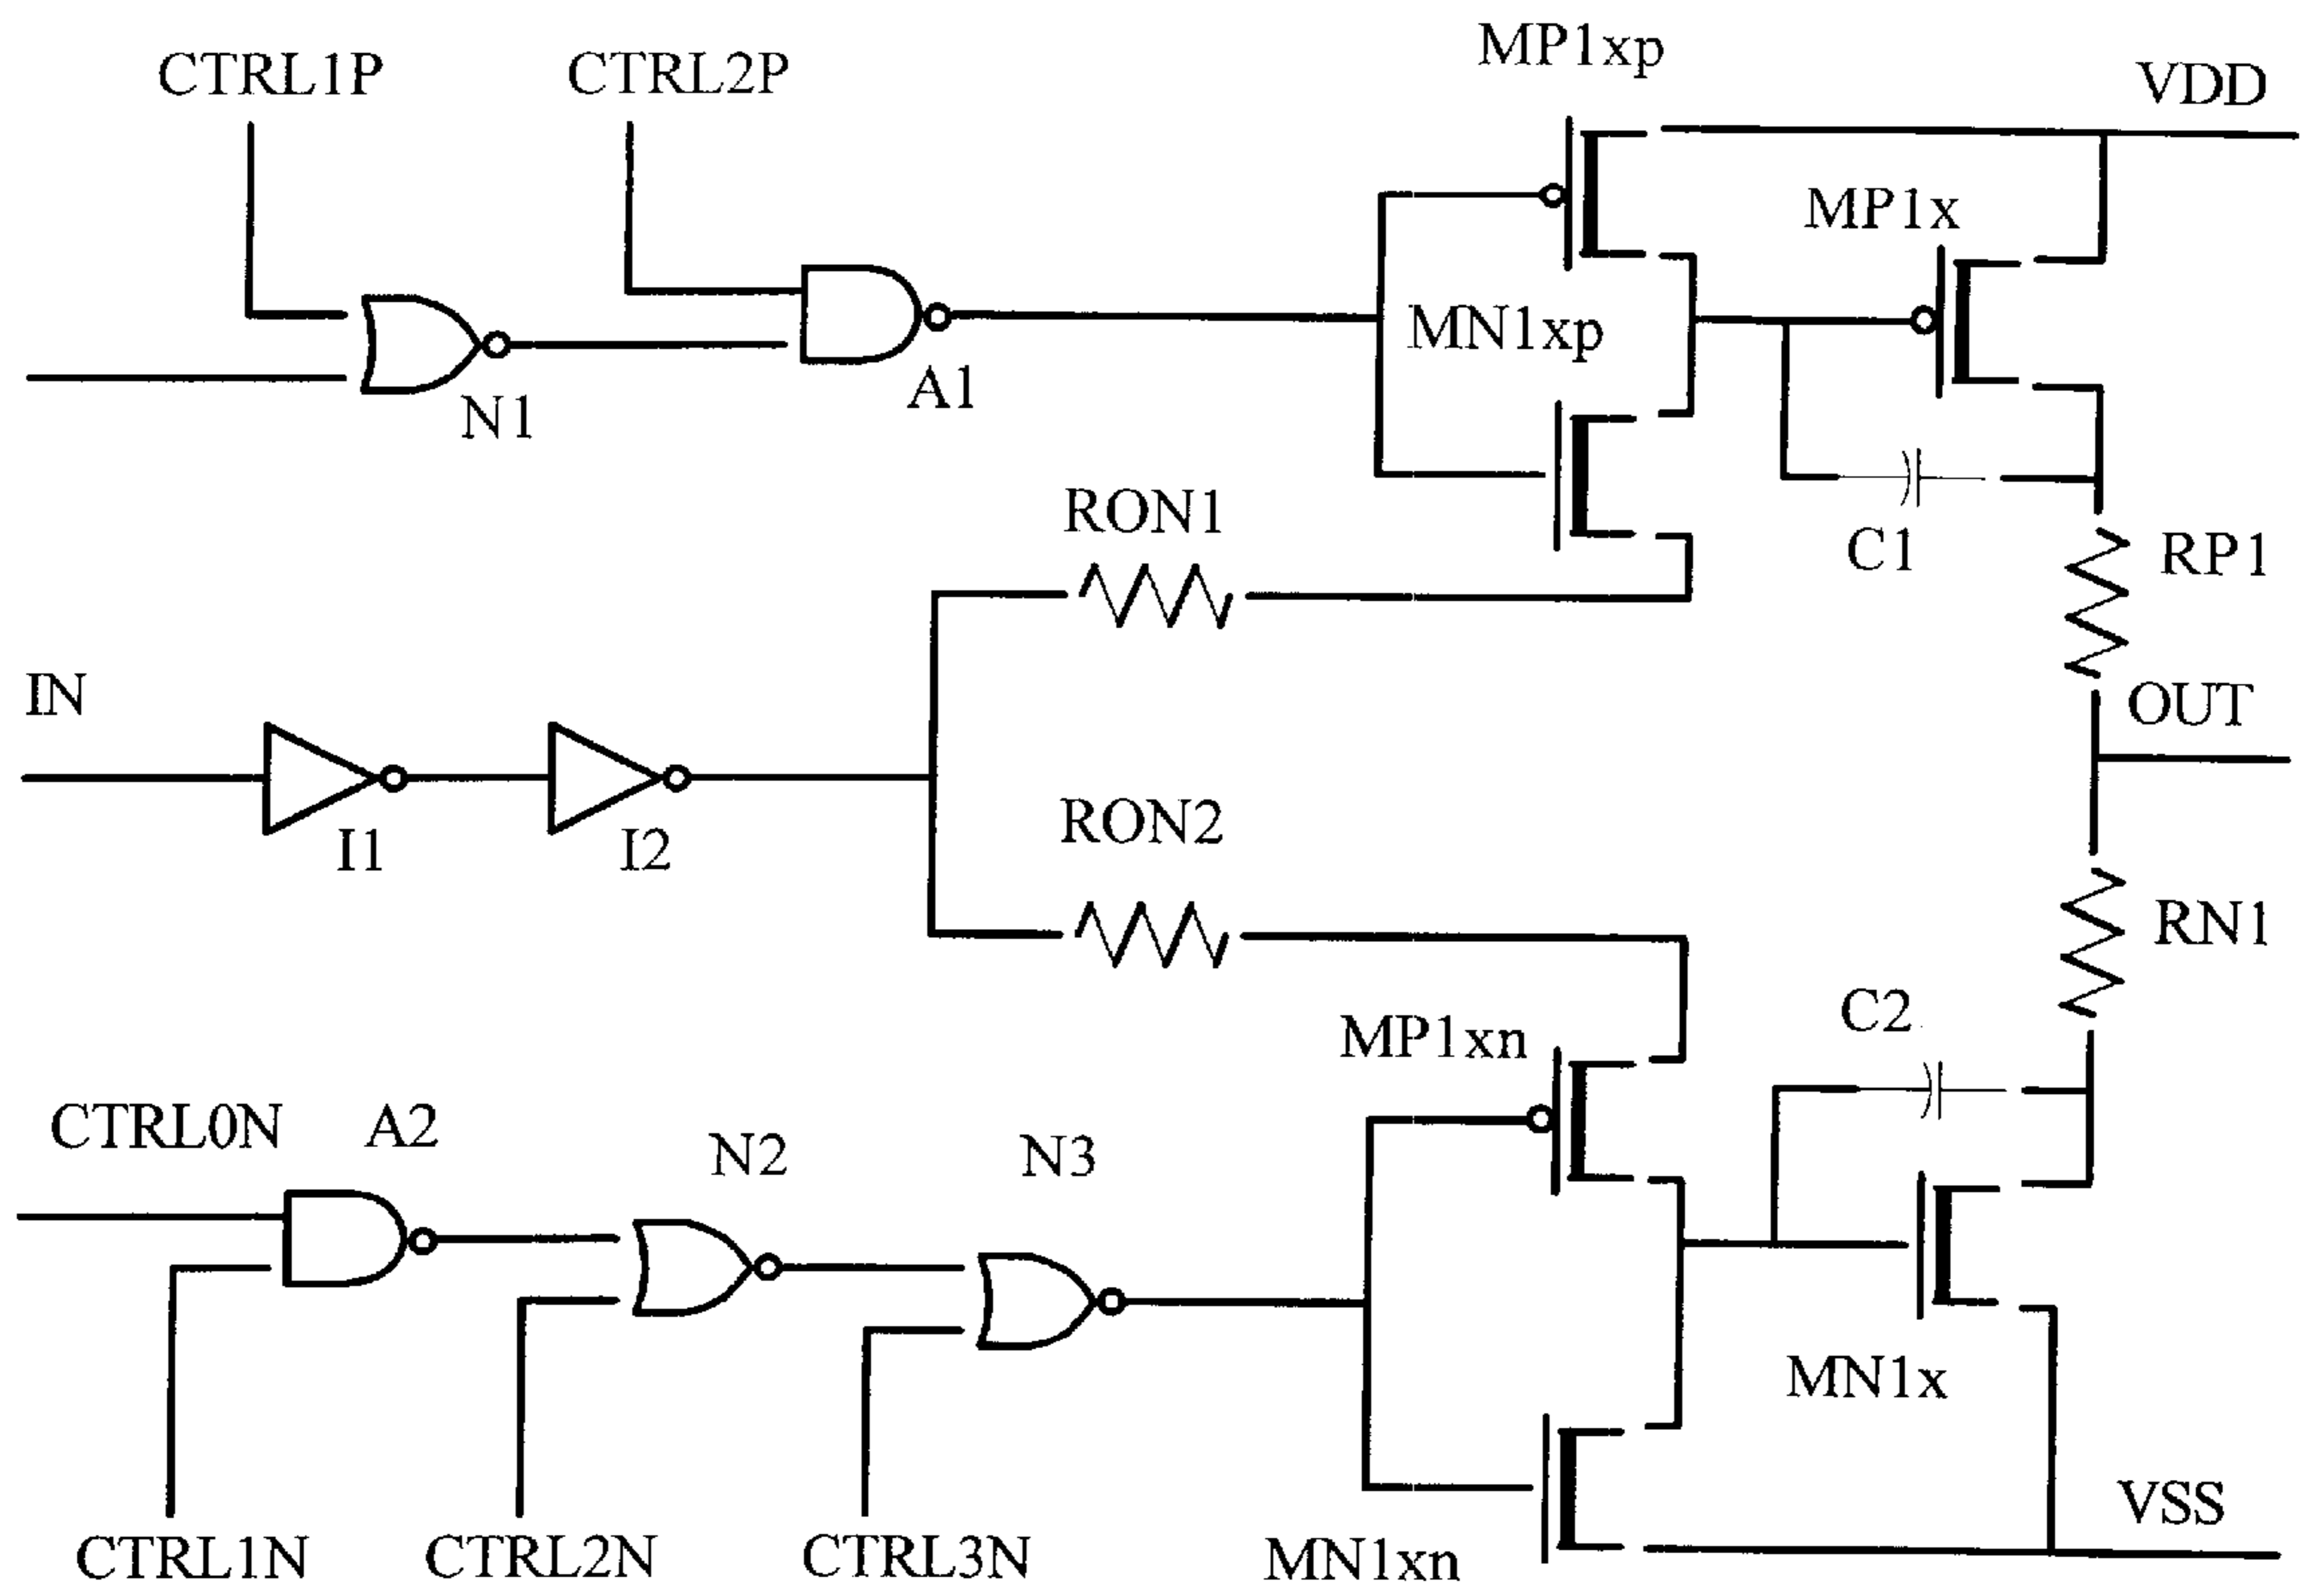 MP1xp
CTRL1P
CTRL2P
VDD
MP1x
MN1xp
A1
N1
RON1
C1
RP1
IN
OUT
RON2
I1
I2
RN1
C2
MP1xn
CTRL0N
A2
N2
N3
MN1x
VSS
CTRL1N
CTRL2N
CTRL3N
MN1xn